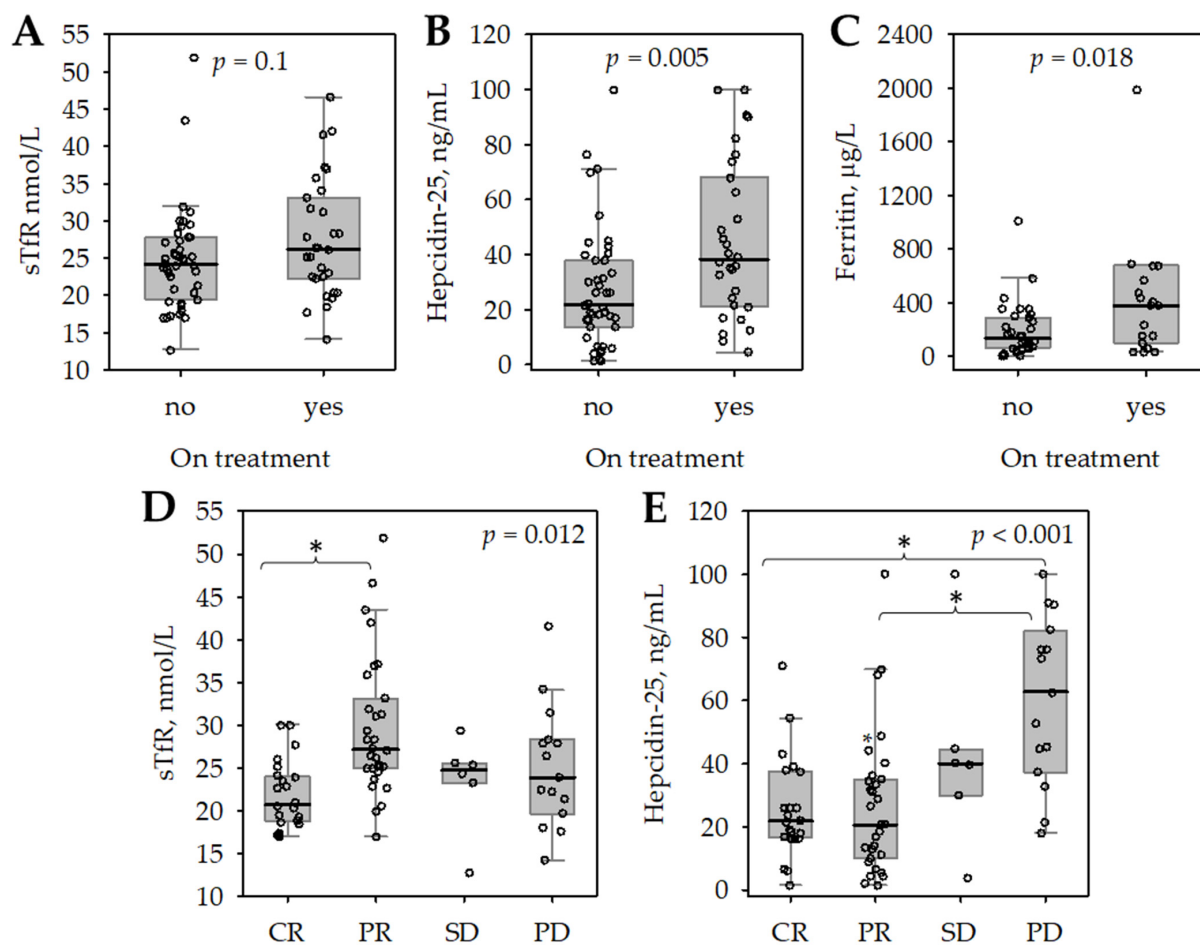 A
B
C
p = 0.1
p = 0.005
p = 0.018
sTfR nmol/L
55
50
45
40
35
30
25
20
15
10
no yes
On treatment
Hepcidin-25, ng/mL
120
100
80
60
40
20
0
no yes
On treatment
Ferritin, µg/L
2400
2000
1600
1200
800
400
0
no yes
On treatment
D
E
p = 0.012
p < 0.001
*
*
*
*
sTfR, nmol/L
55
50
45
40
35
30
25
20
15
10
CR PR SD PD
Hepcidin-25, ng/mL
120
100
80
60
40
20
0
CR PR SD PD